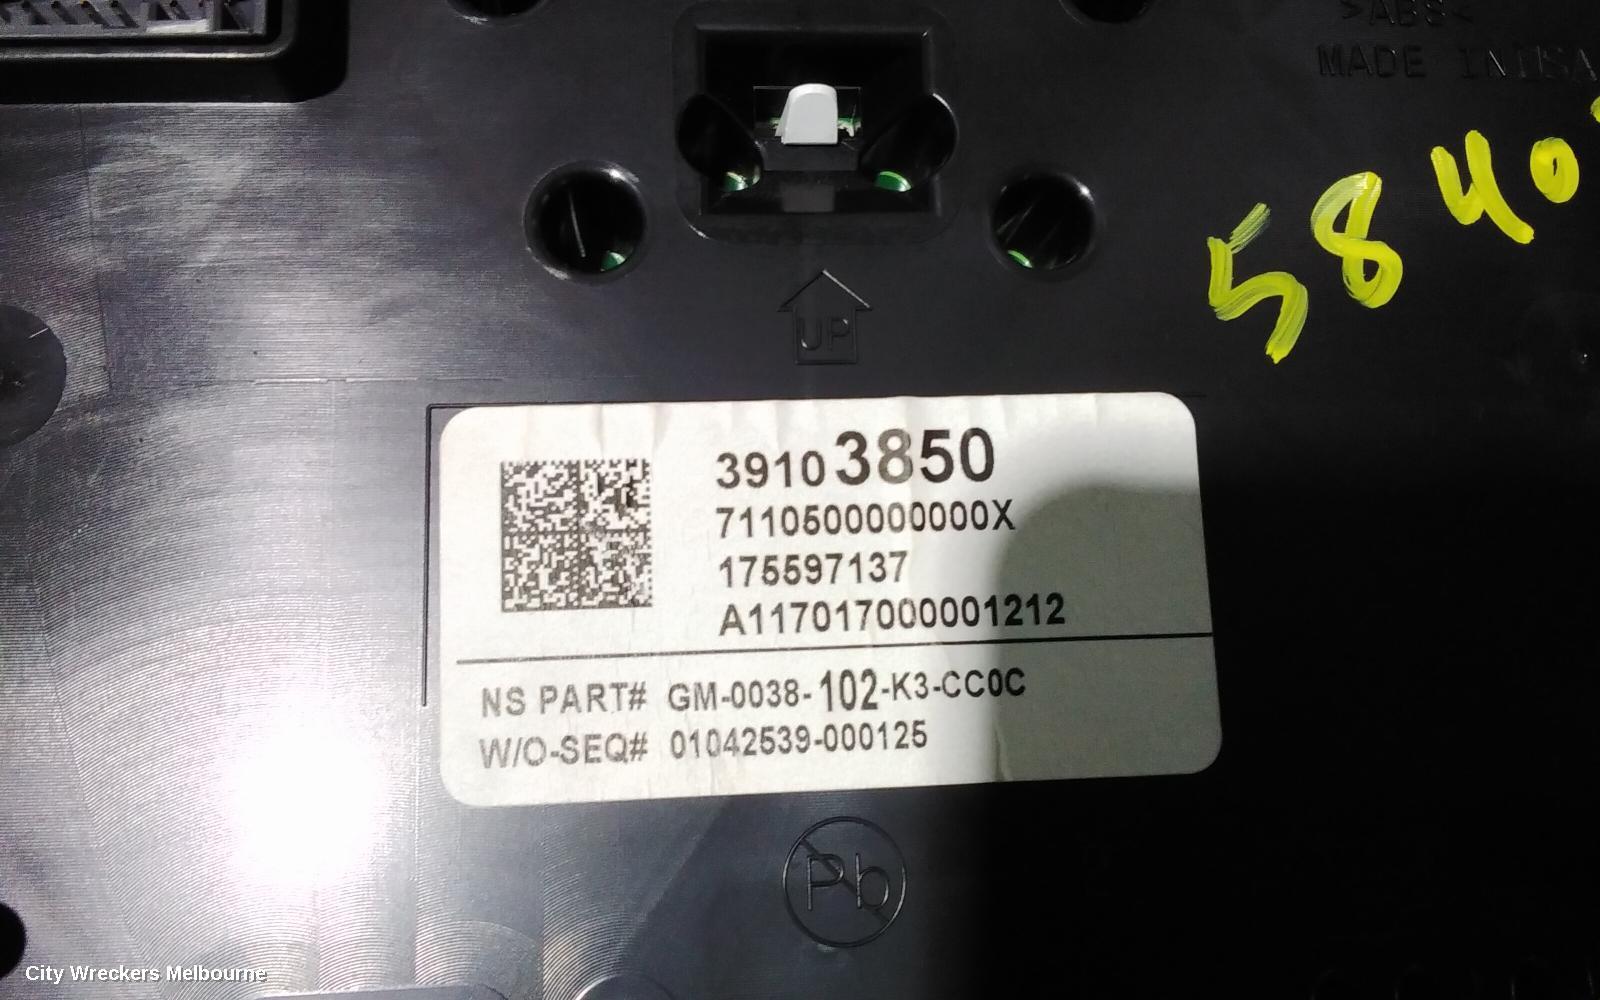 >ABS<
MADE IN USA
5840
UP
39103850
7110500000000X
175597137
A117017000001212
NS PART# GM-0038-102-K3-CC0C
W/O-SEQ# 01042539-000125
Pb
City Wreckers Melbourne